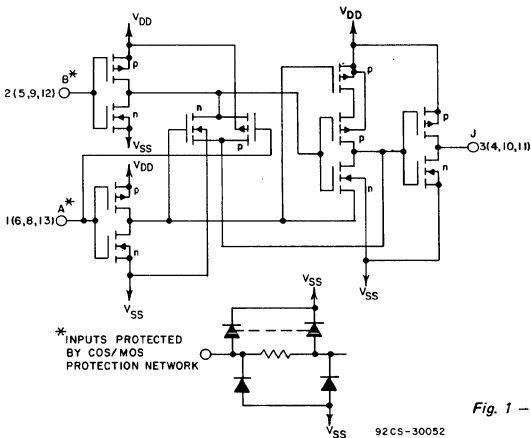 VDD
VDD
p
B*
2(5,9,12)
n
VSS
n
p
p
p
n
p
n
J
3(4,10,11)
VDD
p
A*
1(6,8,13)
n
VSS
VSS
VSS
*INPUTS PROTECTED
BY COS/MOS
PROTECTION NETWORK
VSS
92CS-30052
Fig. 1 –